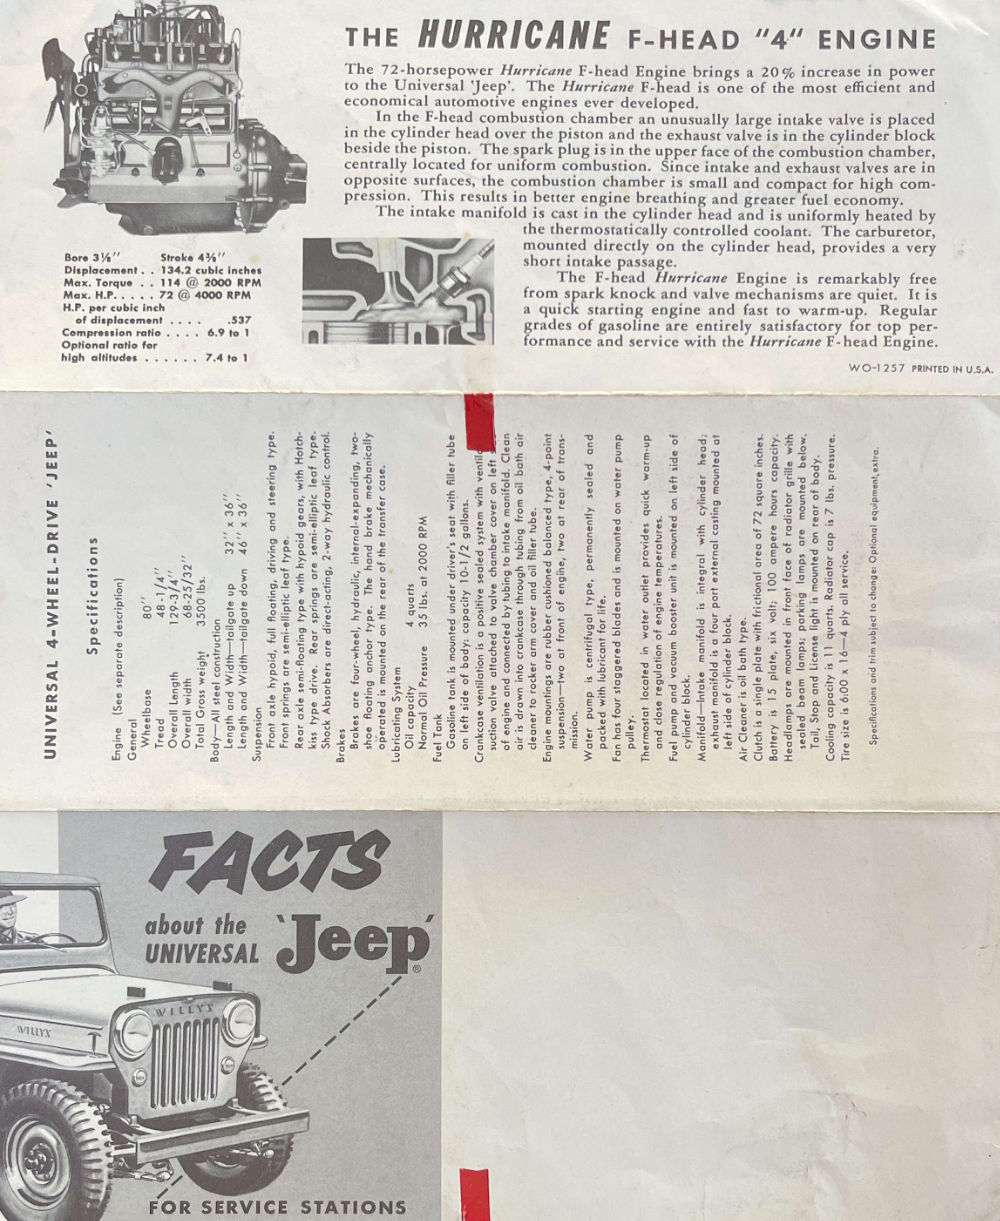 THE HURRICANE F-HEAD "4" ENGINE
The 72-horsepower Hurricane F-head Engine brings a 20% increase in power
to the Universal 'Jeep'. The Hurricane F-head is one of the most efficient and
economical automotive engines ever developed.
In the F-head combustion chamber an unusually large intake valve is placed
in the cylinder head over the piston and the exhaust valve is in the cylinder block
beside the piston. The spark plug is in the upper face of the combustion chamber,
centrally located for uniform combustion. Since intake and exhaust valves are in
opposite surfaces, the combustion chamber is small and compact for high com-
pression. This results in better engine breathing and greater fuel economy.
The intake manifold is cast in the cylinder head and is uniformly heated by
the thermostatically controlled coolant. The carburetor,
mounted directly on the cylinder head, provides a very
short intake passage.
The F-head Hurricane Engine is remarkably free
from spark knock and valve mechanisms are quiet. It is
a quick starting engine and fast to warm-up. Regular
grades of gasoline are entirely satisfactory for top per-
formance and service with the Hurricane F-head Engine.
Bore 3⅛" Stroke 4⅜"
Displacement . . 134.2 cubic inches
Max. Torque . . 114 @ 2000 RPM
Max. H.P. . . . . 72 @ 4000 RPM
H.P. per cubic inch
of displacement . . . . .537
Compression ratio . . . . 6.9 to 1
Optional ratio for
high altitudes . . . . . . 7.4 to 1
WO-1257 PRINTED IN U.S.A.
UNIVERSAL 4-WHEEL-DRIVE 'JEEP'
Specifications
Engine (See separate description)
General
Wheelbase 80"
Tread 48-1/4"
Overall Length 129-3/4"
Overall width 68-25/32"
Total Gross weight 3500 lbs.
Body—All steel construction
Length and Width—tailgate up 32" x 36"
Length and Width—tailgate down 46" x 36"
Suspension
Front axle hypoid, full floating, driving and steering type.
Front springs are semi-elliptic leaf type.
Rear axle semi-floating type with hypoid gears, with Hotch-
kiss type drive. Rear springs are semi-elliptic leaf type.
Shock Absorbers are direct-acting, 2-way hydraulic control.
Brakes
Brakes are four-wheel, hydraulic, internal-expanding, two-
shoe floating anchor type. The hand brake mechanically
operated is mounted on the rear of the transfer case.
Lubricating System
Oil capacity 4 quarts
Normal Oil Pressure 35 lbs. at 2000 RPM
Fuel Tank
Gasoline tank is mounted under driver's seat with filler tube
on left side of body: capacity 10-1/2 gallons.
Crankcase ventilation is a positive sealed system with
suction valve attached to valve chamber cover on left
of engine and connected by tubing to intake manifold. Clean
air is drawn into crankcase through tubing from oil bath air
cleaner to rocker arm cover and oil filler tube.
Engine mountings are rubber cushioned balanced type, 4-point
suspension—two at front of engine, two at rear of trans-
mission.
Water pump is centrifugal type, permanently sealed and
packed with lubricant for life.
Fan has four staggered blades and is mounted on water pump
pulley.
Thermostat located in water outlet provides quick warm-up
and close regulation of engine temperatures.
Fuel pump and vacuum booster unit is mounted on left side of
cylinder block.
Manifold—Intake manifold is integral with cylinder head;
exhaust manifold is a four part external casting mounted at
left side of cylinder block.
Air Cleaner is oil bath type.
Clutch is a single plate with frictional area of 72 square inches.
Battery is 15 plate, six volt; 100 ampere hours capacity.
Headlamps are mounted in front face of radiator grille with
sealed beam lamps; parking lamps are mounted below.
Tail, Stop and License light is mounted on rear of body.
Cooling capacity is 11 quarts. Radiator cap is 7 lbs. pressure.
Tire size is 6:00 x 16—4 ply all service.
Specifications and trim subject to change: Optional equipment, extra.
FACTS
about the
UNIVERSAL 'Jeep'®
WILLYS
WILLYS
FOR SERVICE STATIONS